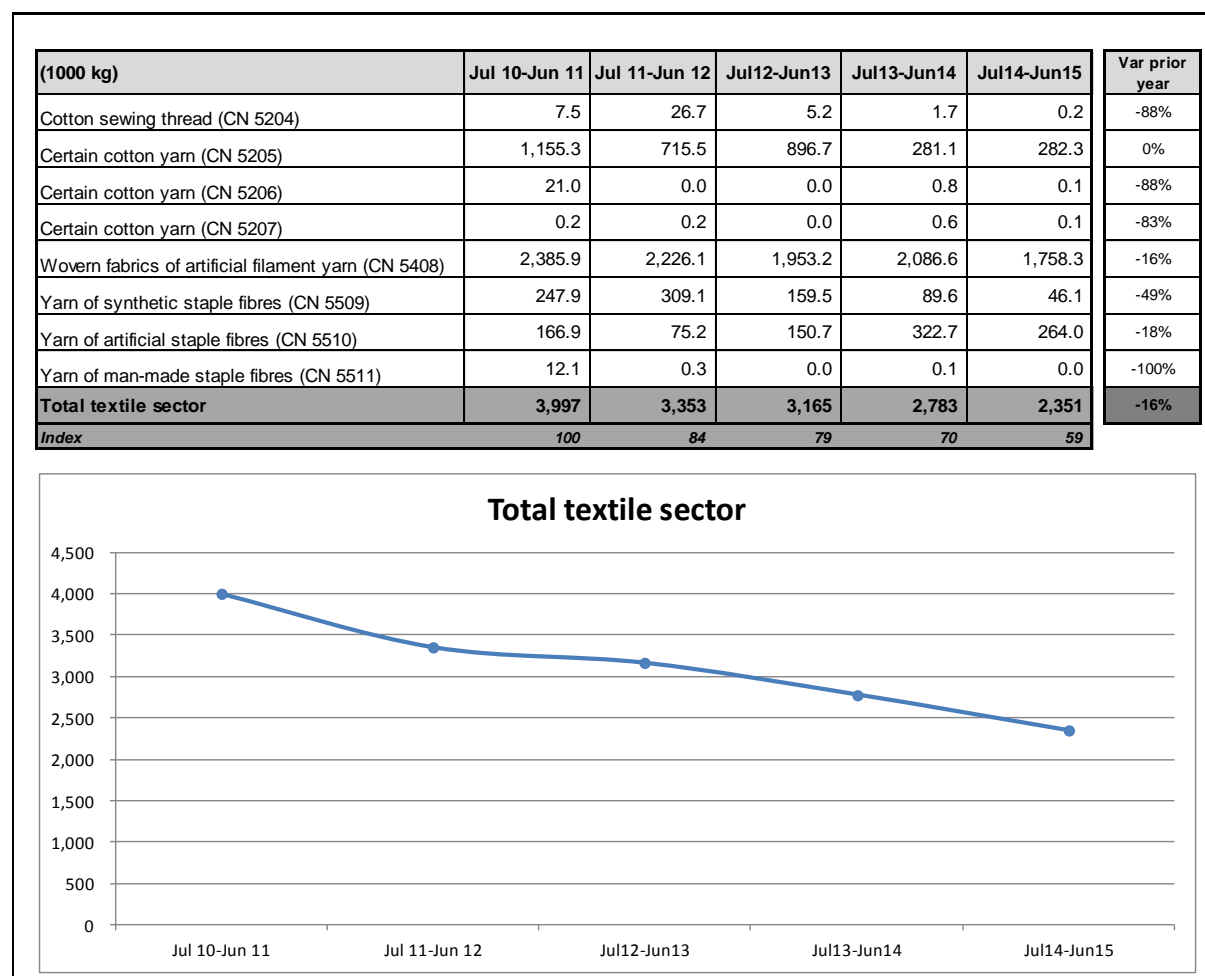 (1000 kg) Jul 10-Jun 11 Jul 11-Jun 12 Jul12-Jun13 Jul13-Jun14 Jul14-Jun15 Var prior year
Cotton sewing thread (CN 5204) 7.5 26.7 5.2 1.7 0.2 -88%
Certain cotton yarn (CN 5205) 1,155.3 715.5 896.7 281.1 282.3 0%
Certain cotton yarn (CN 5206) 21.0 0.0 0.0 0.8 0.1 -88%
Certain cotton yarn (CN 5207) 0.2 0.2 0.0 0.6 0.1 -83%
Wovern fabrics of artificial filament yarn (CN 5408) 2,385.9 2,226.1 1,953.2 2,086.6 1,758.3 -16%
Yarn of synthetic staple fibres (CN 5509) 247.9 309.1 159.5 89.6 46.1 -49%
Yarn of artificial staple fibres (CN 5510) 166.9 75.2 150.7 322.7 264.0 -18%
Yarn of man-made staple fibres (CN 5511) 12.1 0.3 0.0 0.1 0.0 -100%
Total textile sector 3,997 3,353 3,165 2,783 2,351 -16%
Index 100 84 79 70 59
Total textile sector
4,500
4,000
3,500
3,000
2,500
2,000
1,500
1,000
500
0
Jul 10-Jun 11 Jul 11-Jun 12 Jul12-Jun13 Jul13-Jun14 Jul14-Jun15